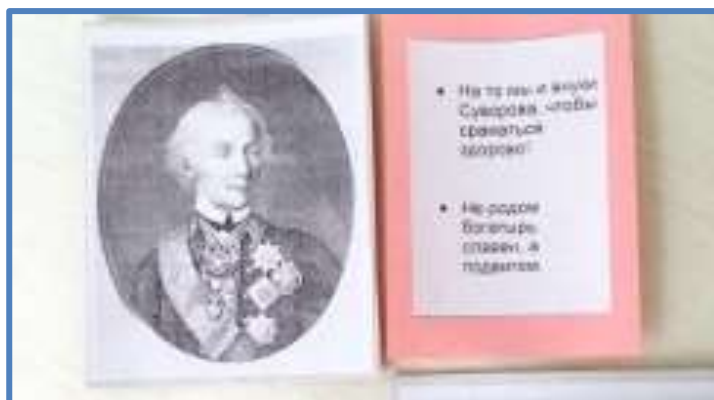 • На то мы и внуки
Суворова, чтобы
сражаться
здорово!
• Не родом
богатырь
славен, а
подвигом.